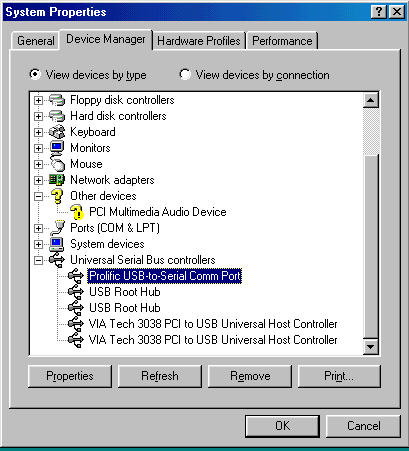 System Properties
General Device Manager Hardware Profiles Performance
View devices by type View devices by connection
Floppy disk controllers
Hard disk controllers
Keyboard
Monitors
Mouse
Network adapters
Other devices
PCI Multimedia Audio Device
Ports (COM & LPT)
System devices
Universal Serial Bus controllers
Prolific USB-to-Serial Comm Port
USB Root Hub
USB Root Hub
VIA Tech 3038 PCI to USB Universal Host Controller
VIA Tech 3038 PCI to USB Universal Host Controller
Properties Refresh Remove Print...
OK Cancel